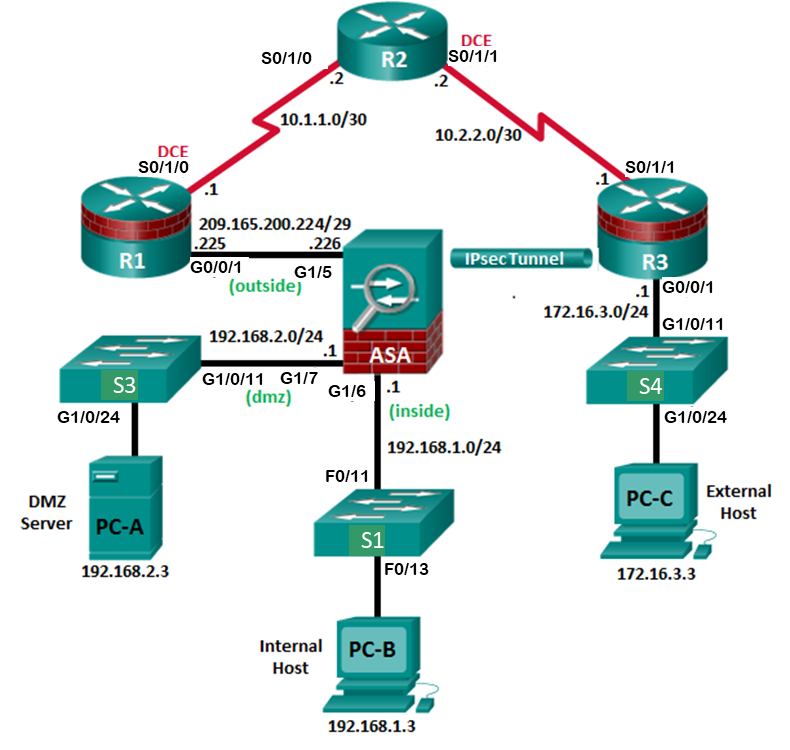 R2
S0/1/0
.2
DCE
S0/1/1
.2
10.1.1.0/30
10.2.2.0/30
DCE
S0/1/0
.1
R1
209.165.200.224/29
.225
.226
G0/0/1
G1/5
(outside)
IPsec Tunnel
S0/1/1
.1
R3
.1
G0/0/1
172.16.3.0/24
G1/0/11
192.168.2.0/24
.1
ASA
S3
G1/0/11
G1/7
(dmz)
G1/6
.1
(inside)
S4
G1/0/24
G1/0/24
192.168.1.0/24
F0/11
DMZ
Server
PC-A
192.168.2.3
S1
F0/13
PC-C
External
Host
172.16.3.3
Internal
Host
PC-B
192.168.1.3